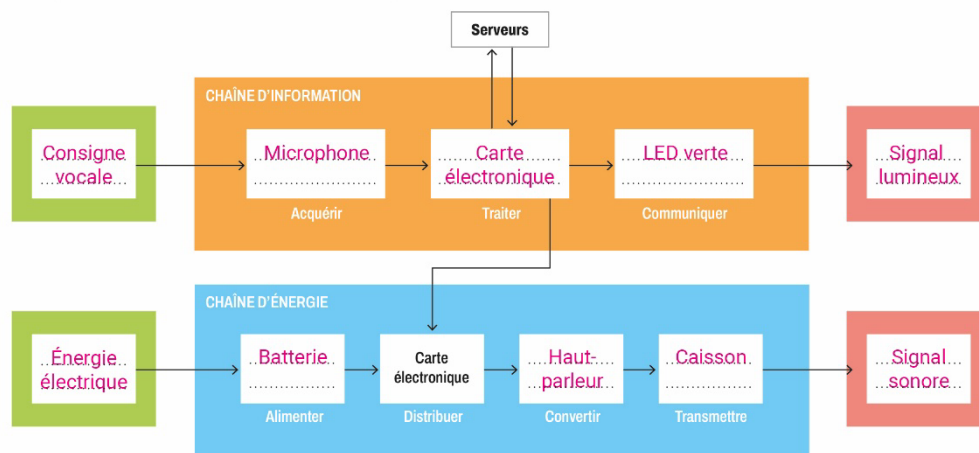 Serveurs
CHAÎNE D'INFORMATION
Consigne
vocale
Microphone
Carte
électronique
LED verte
Signal
lumineux
Acquérir
Traiter
Communiquer
CHAÎNE D'ÉNERGIE
Énergie
électrique
Batterie
Carte
électronique
Haut-
parleur
Caisson
Signal
sonore
Alimenter
Distribuer
Convertir
Transmettre